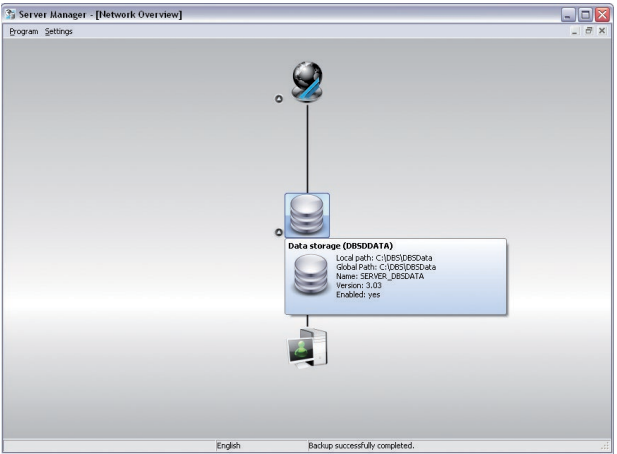 Server Manager - [Network Overview]
Program Settings
Data storage (DBSDDATA)
Local path: C:\DBS\DBSData
Global Path: C:\DBS\DBSData
Name: SERVER_DBSDATA
Version: 3.03
Enabled: yes
English Backup successfully completed.